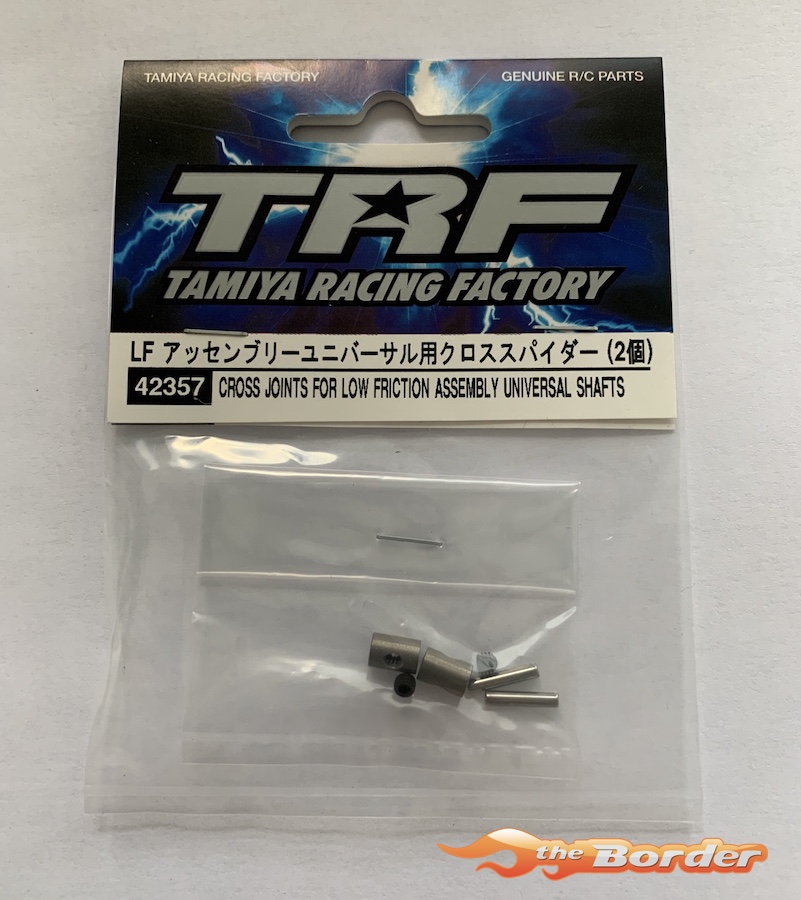 TAMIYA RACING FACTORY GENUINE R/C PARTS
TRF
TAMIYA RACING FACTORY
LF アッセンブリーユニバーサル用クロススパイダー (2個)
42357 CROSS JOINTS FOR LOW FRICTION ASSEMBLY UNIVERSAL SHAFTS
the Border